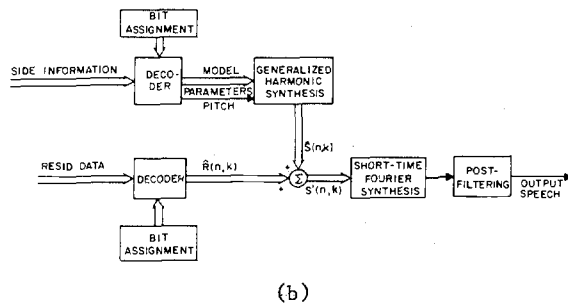 BIT
ASSIGNMENT
SIDE INFORMATION
DECO-
DER
MODEL
PARAMETERS
PITCH
GENERALIZED
HARMONIC
SYNTHESIS
Ŝ(n,k)
RESID DATA
DECODER
R̂(n,k)
+
+
Σ
S'(n,k)
SHORT-TIME
FOURIER
SYNTHESIS
POST-
FILTERING
OUTPUT
SPEECH
BIT
ASSIGNMENT
(b)